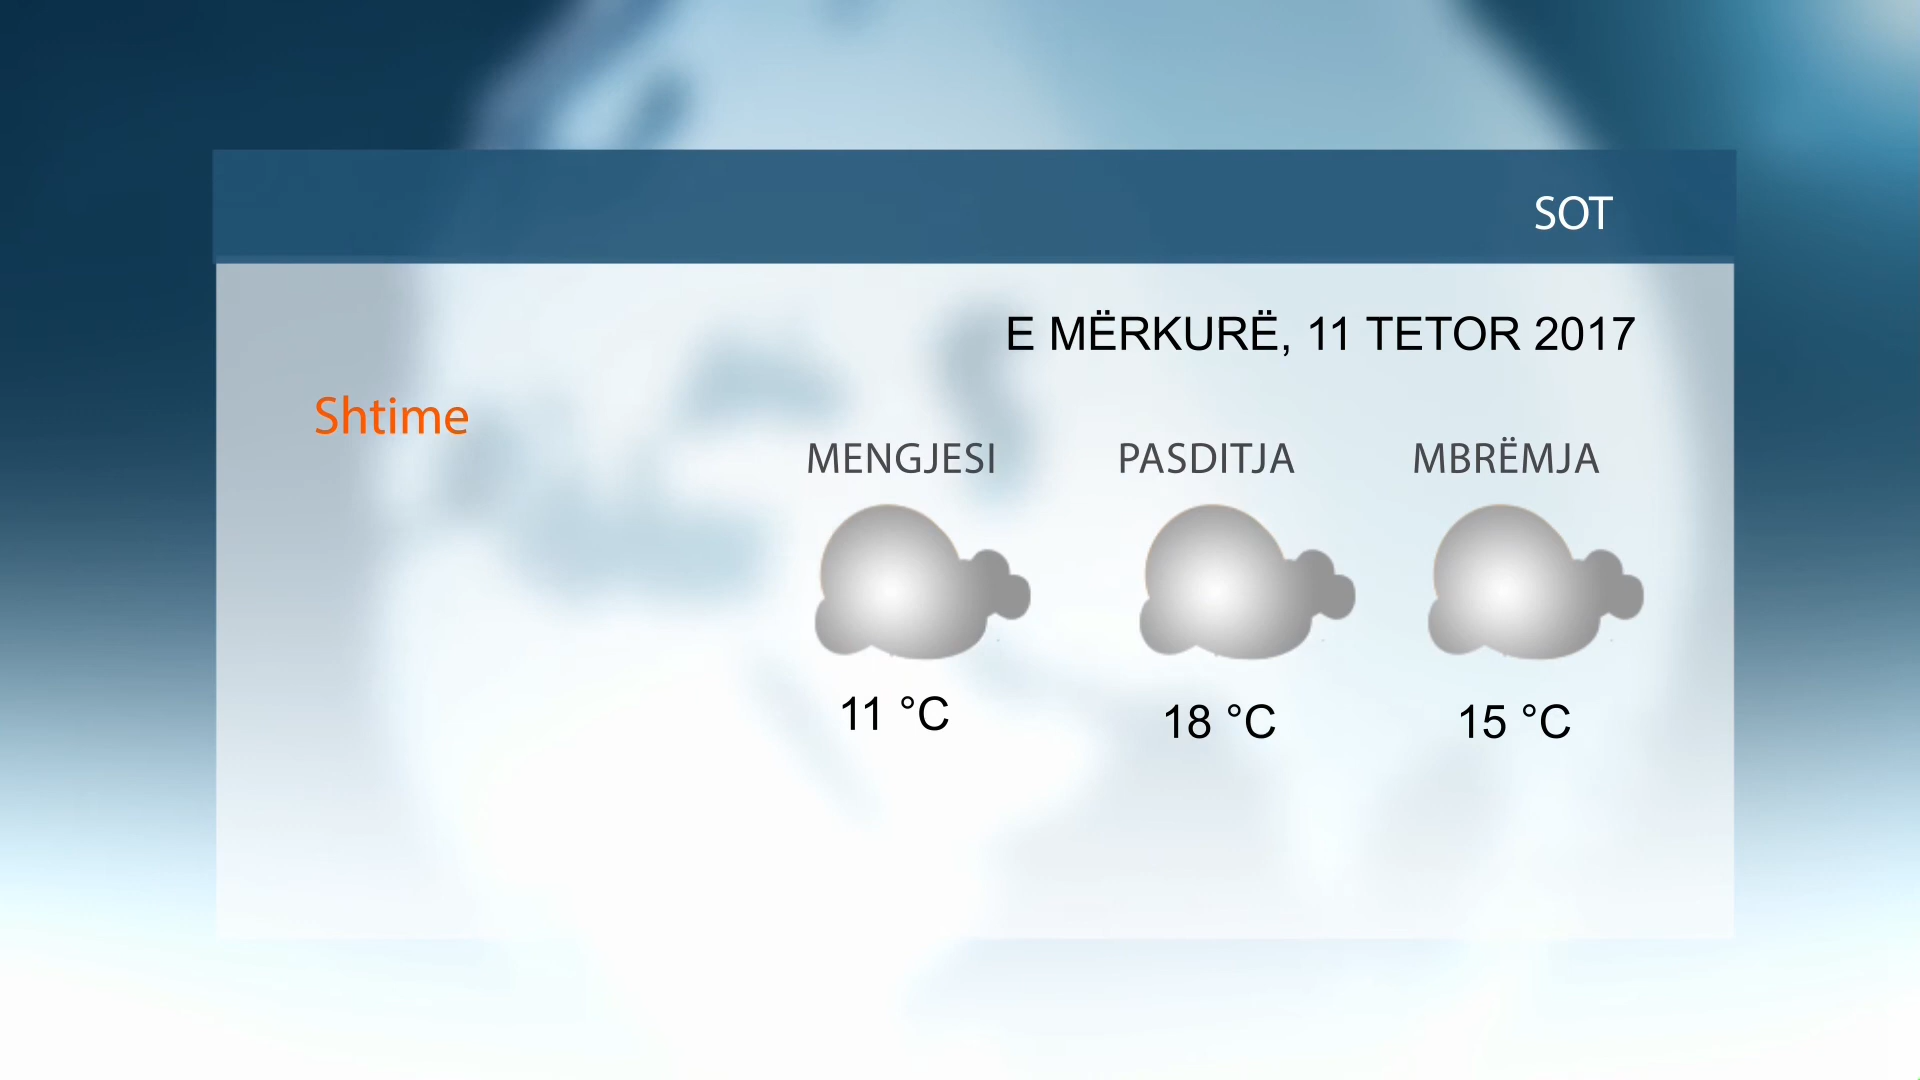 SOT
E MËRKURË, 11 TETOR 2017
Shtime
MENGJESI PASDITJA MBRËMJA
11 °C 18 °C 15 °C